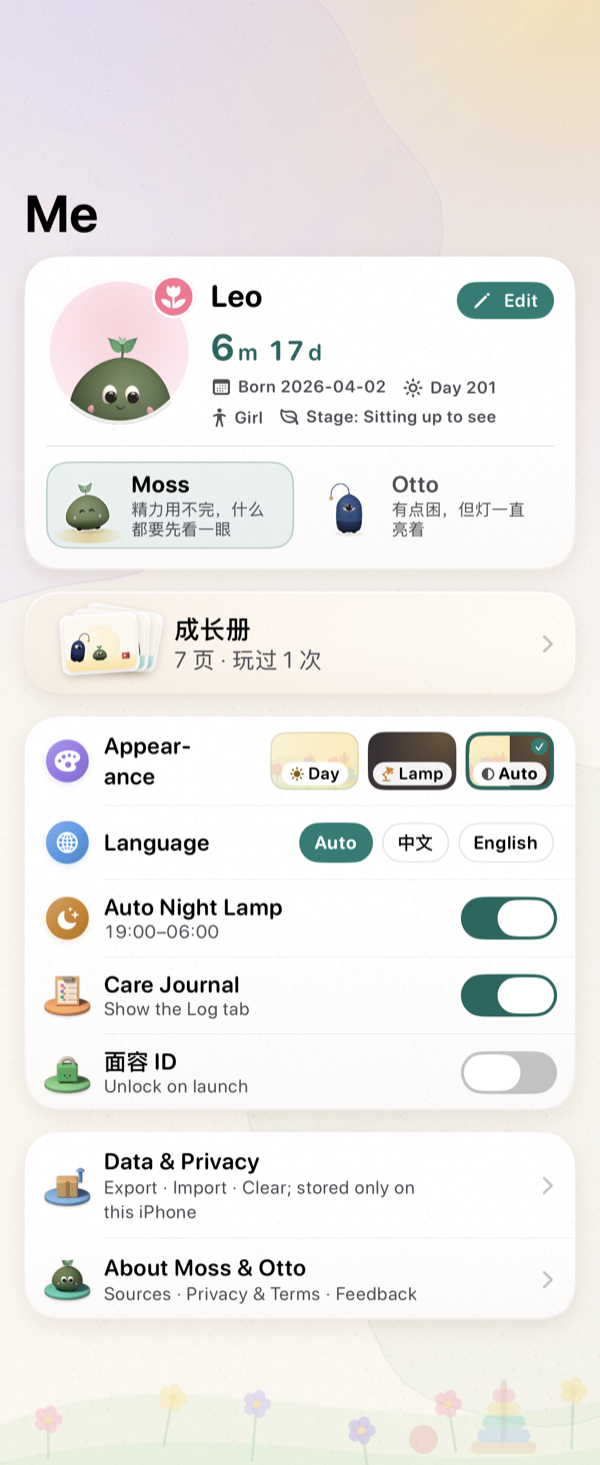 Me
Leo
Edit
6m 17d
Born 2026-04-02 Day 201
Girl Stage: Sitting up to see
Moss
精力用不完，什么
都要先看一眼
Otto
有点困，但灯一直
亮着
成长册
7 页 · 玩过 1 次
Appear-
ance
Day
Lamp
Auto
Language
Auto
中文
English
Auto Night Lamp
19:00–06:00
Care Journal
Show the Log tab
面容 ID
Unlock on launch
Data & Privacy
Export · Import · Clear; stored only on
this iPhone
About Moss & Otto
Sources · Privacy & Terms · Feedback